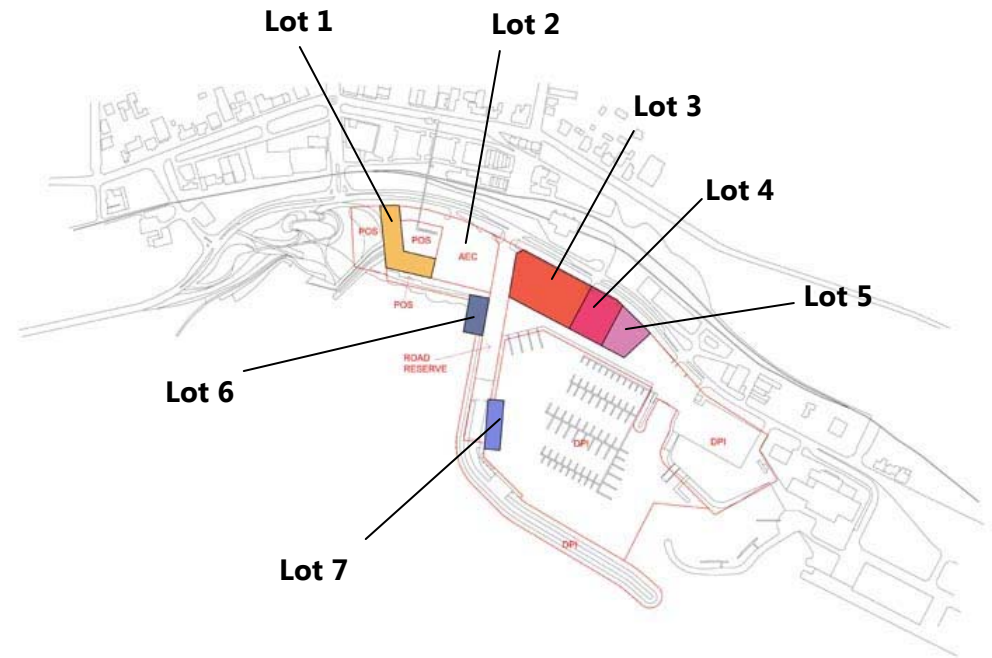 Lot 1
Lot 2
Lot 3
Lot 4
Lot 5
POS
POS
AEC
POS
Lot 6
ROAD
RESERVE
Lot 7
DPI
DPI
DPI